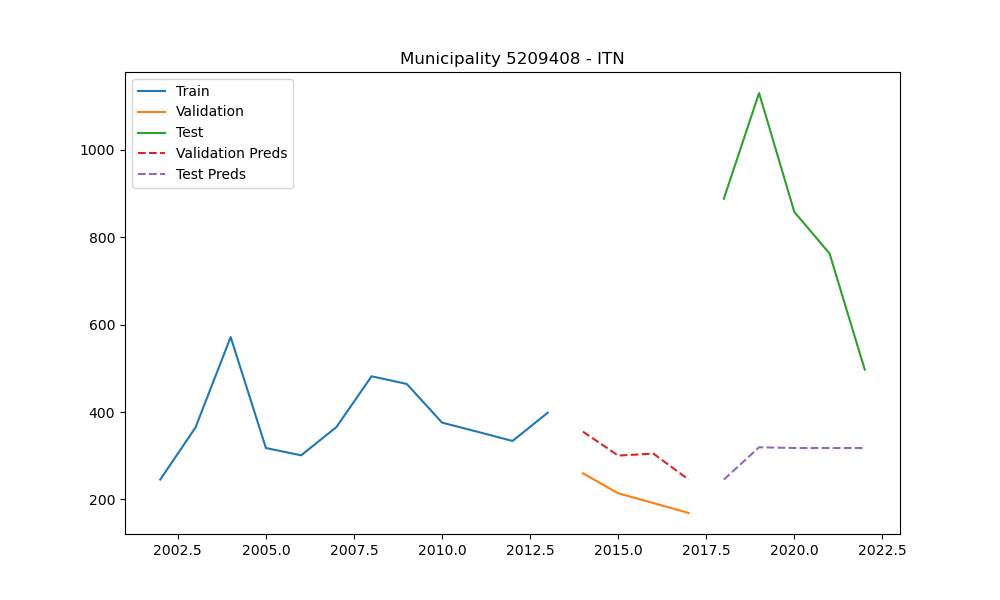 Municipality 5209408 - ITN
Train
Validation
Test
Validation Preds
Test Preds
1000
800
600
400
200
2002.5 2005.0 2007.5 2010.0 2012.5 2015.0 2017.5 2020.0 2022.5